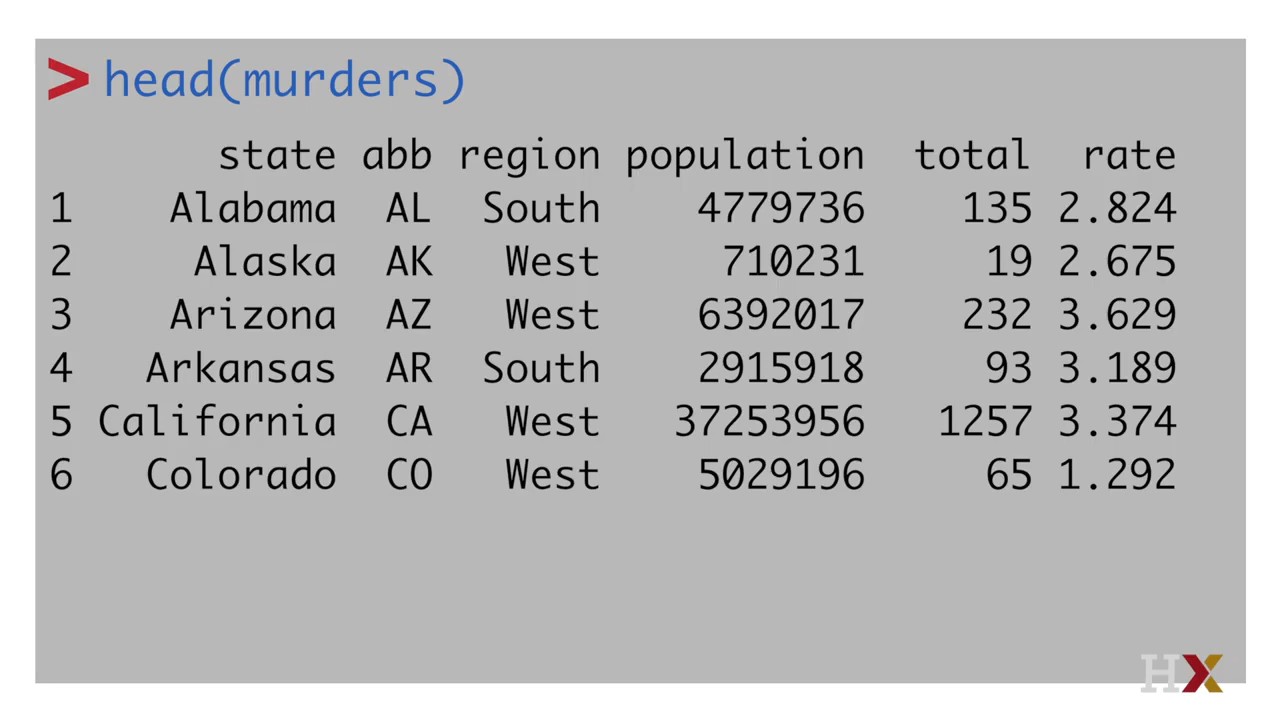 > head(murders)
state abb region population total rate
1 Alabama AL South 4779736 135 2.824
2 Alaska AK West 710231 19 2.675
3 Arizona AZ West 6392017 232 3.629
4 Arkansas AR South 2915918 93 3.189
5 California CA West 37253956 1257 3.374
6 Colorado CO West 5029196 65 1.292
HX